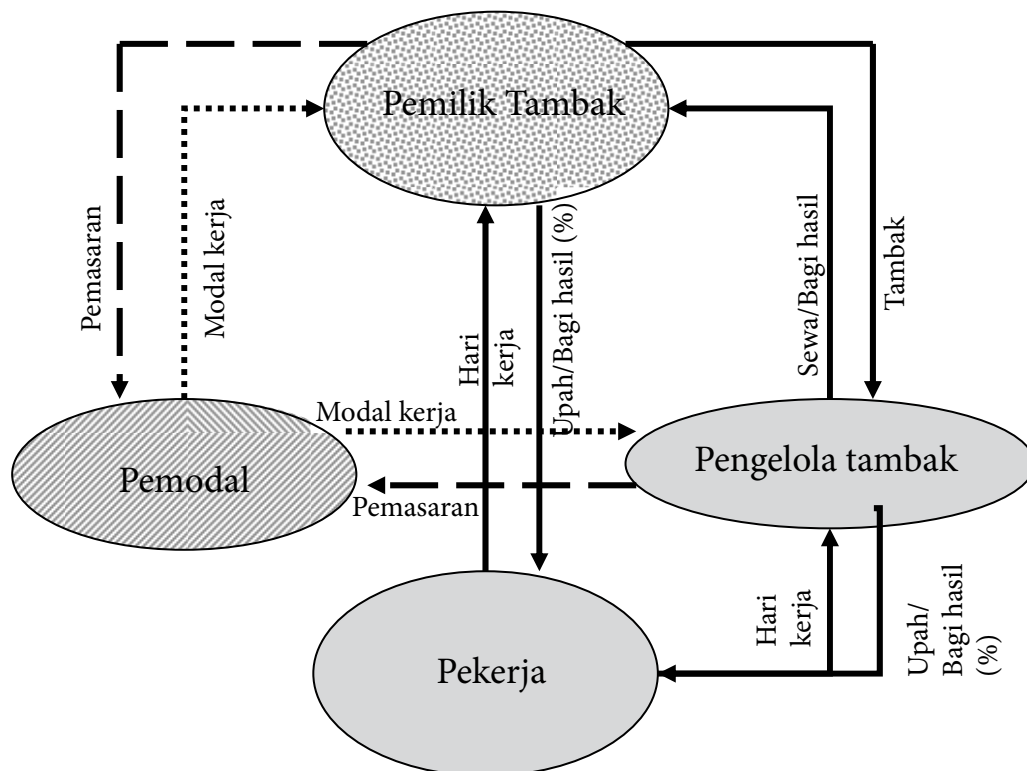 Pemilik Tambak
Pemasaran
Modal kerja
Hari
kerja
Upah/Bagi hasil (%)
Sewa/Bagi hasil
Tambak
Modal kerja
Pemodal
Pemasaran
Pengelola tambak
Pekerja
Hari
kerja
Upah/
Bagi hasil
(%)